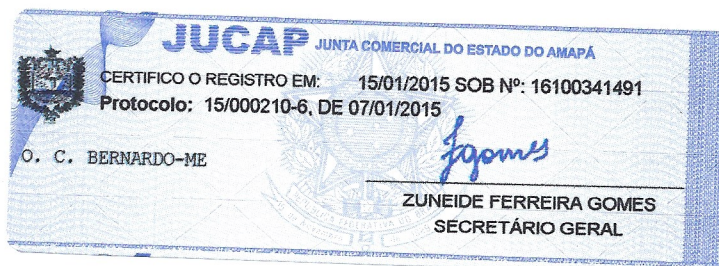 JUCAP JUNTA COMERCIAL DO ESTADO DO AMAPÁ
CERTIFICO O REGISTRO EM: 15/01/2015 SOB Nº: 16100341491
Protocolo: 15/000210-6, DE 07/01/2015
O. C. BERNARDO-ME
Jgomes
ZUNEIDE FERREIRA GOMES
SECRETÁRIO GERAL